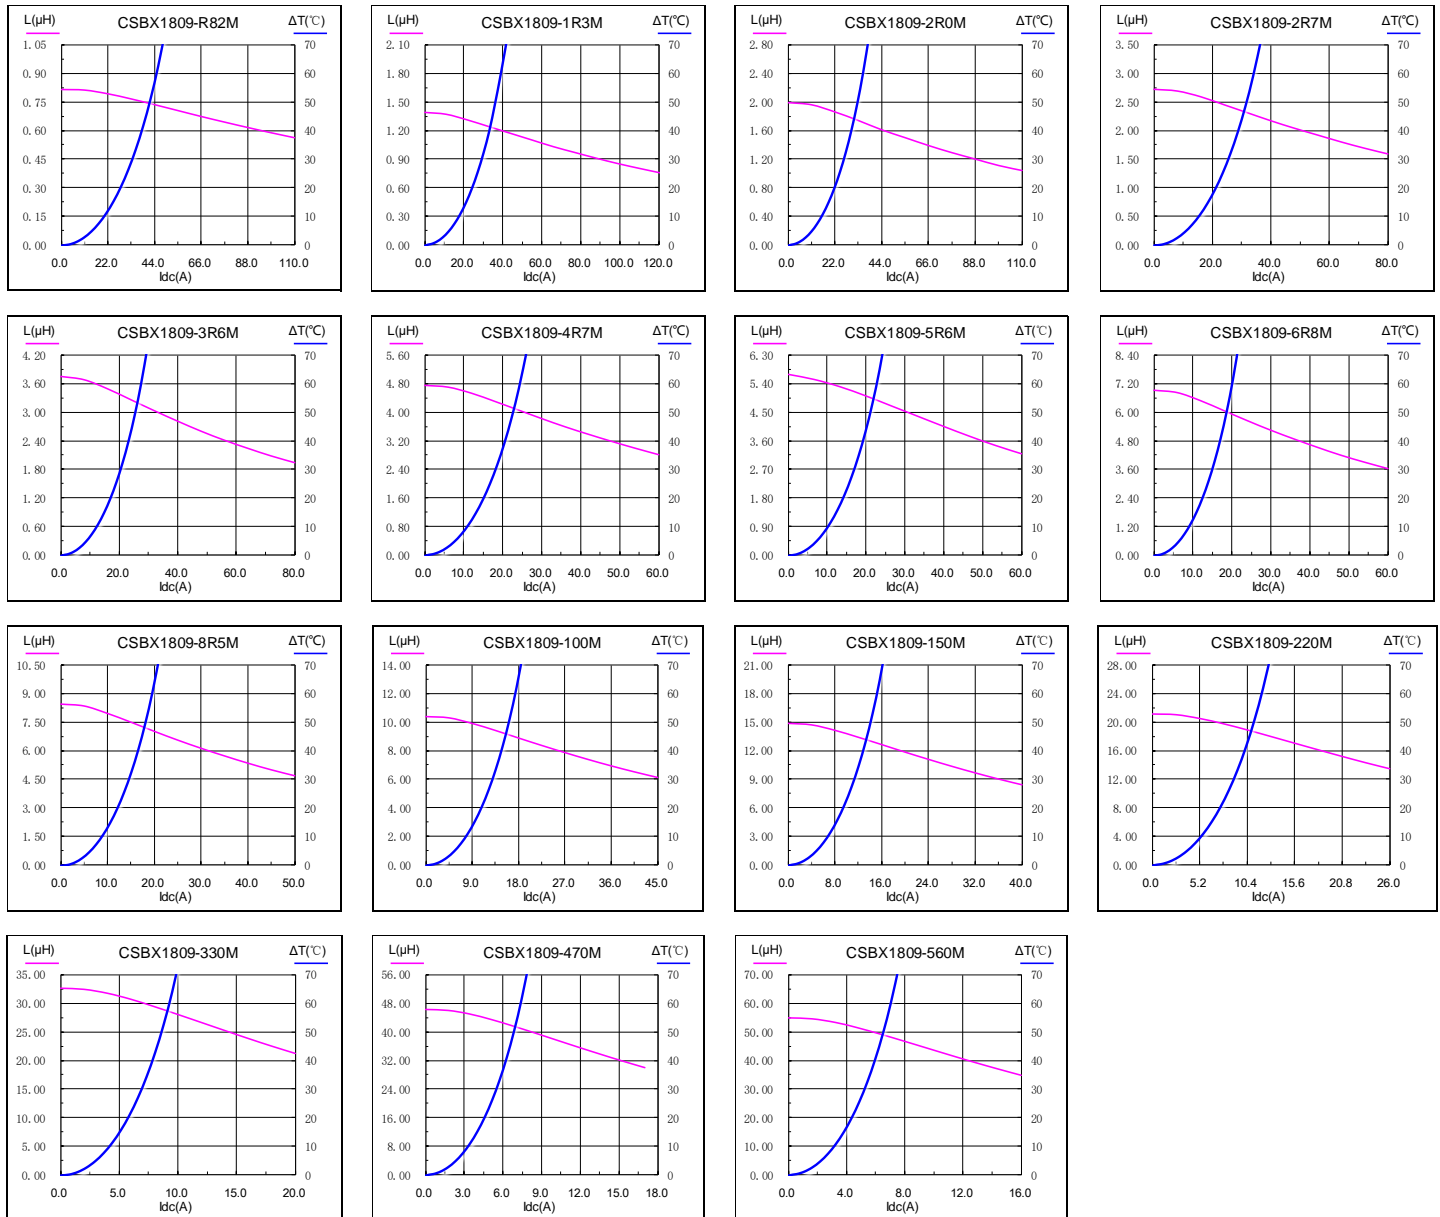 L(μH) CSBX1809-R82M ΔT(℃)
1.05 70
0.90 60
0.75 50
0.60 40
0.45 30
0.30 20
0.15 10
0.00 0
0.0 22.0 44.0 66.0 88.0 110.0
Idc(A)
L(μH) CSBX1809-1R3M ΔT(℃)
2.10 70
1.80 60
1.50 50
1.20 40
0.90 30
0.60 20
0.30 10
0.00 0
0.0 20.0 40.0 60.0 80.0 100.0 120.0
Idc(A)
L(μH) CSBX1809-2R0M ΔT(℃)
2.80 70
2.40 60
2.00 50
1.60 40
1.20 30
0.80 20
0.40 10
0.00 0
0.0 22.0 44.0 66.0 88.0 110.0
Idc(A)
L(μH) CSBX1809-2R7M ΔT(℃)
3.50 70
3.00 60
2.50 50
2.00 40
1.50 30
1.00 20
0.50 10
0.00 0
0.0 20.0 40.0 60.0 80.0
Idc(A)
L(μH) CSBX1809-3R6M ΔT(℃)
4.20 70
3.60 60
3.00 50
2.40 40
1.80 30
1.20 20
0.60 10
0.00 0
0.0 20.0 40.0 60.0 80.0
Idc(A)
L(μH) CSBX1809-4R7M ΔT(℃)
5.60 70
4.80 60
4.00 50
3.20 40
2.40 30
1.60 20
0.80 10
0.00 0
0.0 10.0 20.0 30.0 40.0 50.0 60.0
Idc(A)
L(μH) CSBX1809-5R6M ΔT(℃)
6.30 70
5.40 60
4.50 50
3.60 40
2.70 30
1.80 20
0.90 10
0.00 0
0.0 10.0 20.0 30.0 40.0 50.0 60.0
Idc(A)
L(μH) CSBX1809-6R8M ΔT(℃)
8.40 70
7.20 60
6.00 50
4.80 40
3.60 30
2.40 20
1.20 10
0.00 0
0.0 10.0 20.0 30.0 40.0 50.0 60.0
Idc(A)
L(μH) CSBX1809-8R5M ΔT(℃)
10.50 70
9.00 60
7.50 50
6.00 40
4.50 30
3.00 20
1.50 10
0.00 0
0.0 10.0 20.0 30.0 40.0 50.0
Idc(A)
L(μH) CSBX1809-100M ΔT(℃)
14.00 70
12.00 60
10.00 50
8.00 40
6.00 30
4.00 20
2.00 10
0.00 0
0.0 9.0 18.0 27.0 36.0 45.0
Idc(A)
L(μH) CSBX1809-150M ΔT(℃)
21.00 70
18.00 60
15.00 50
12.00 40
9.00 30
6.00 20
3.00 10
0.00 0
0.0 8.0 16.0 24.0 32.0 40.0
Idc(A)
L(μH) CSBX1809-220M ΔT(℃)
28.00 70
24.00 60
20.00 50
16.00 40
12.00 30
8.00 20
4.00 10
0.00 0
0.0 5.2 10.4 15.6 20.8 26.0
Idc(A)
L(μH) CSBX1809-330M ΔT(℃)
35.00 70
30.00 60
25.00 50
20.00 40
15.00 30
10.00 20
5.00 10
0.00 0
0.0 5.0 10.0 15.0 20.0
Idc(A)
L(μH) CSBX1809-470M ΔT(℃)
56.00 70
48.00 60
40.00 50
32.00 40
24.00 30
16.00 20
8.00 10
0.00 0
0.0 3.0 6.0 9.0 12.0 15.0 18.0
Idc(A)
L(μH) CSBX1809-560M ΔT(℃)
70.00 70
60.00 60
50.00 50
40.00 40
30.00 30
20.00 20
10.00 10
0.00 0
0.0 4.0 8.0 12.0 16.0
Idc(A)